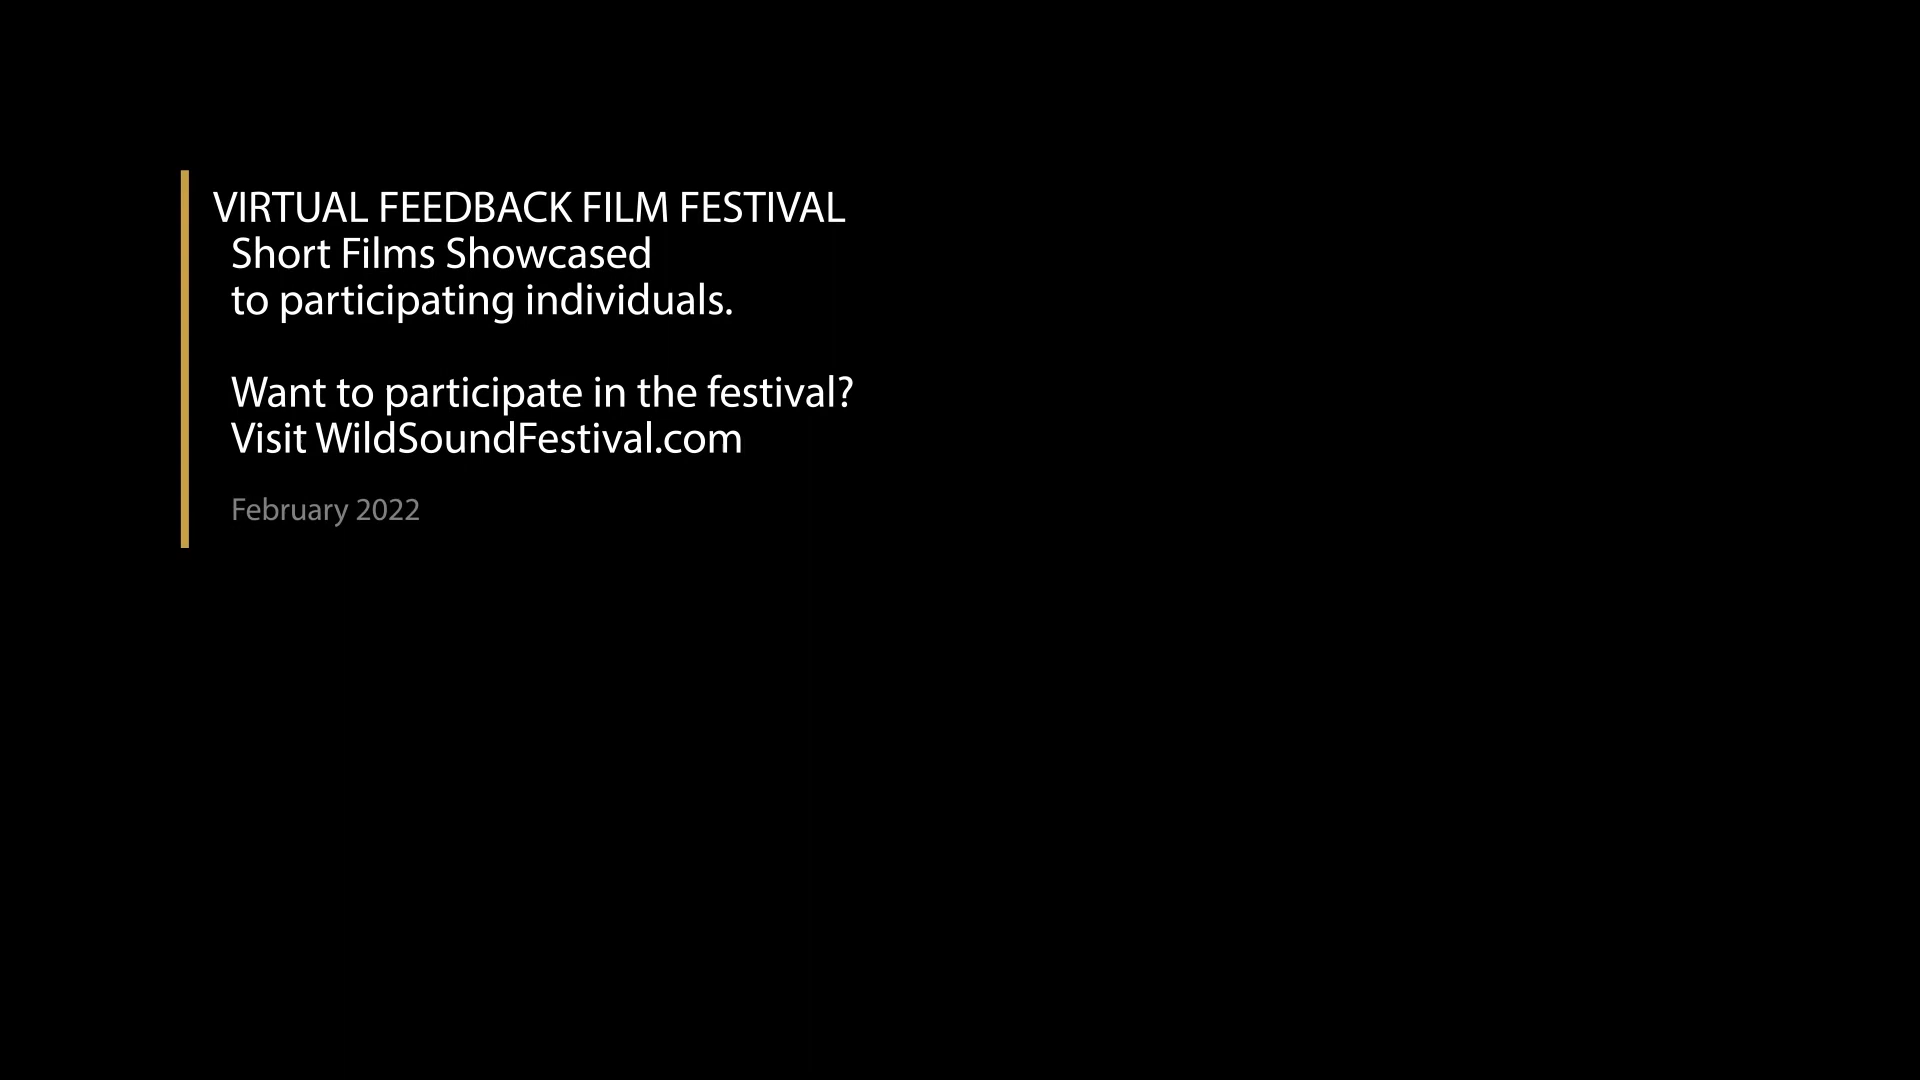 VIRTUAL FEEDBACK FILM FESTIVAL
Short Films Showcased
to participating individuals.
Want to participate in the festival?
Visit WildSoundFestival.com
February 2022